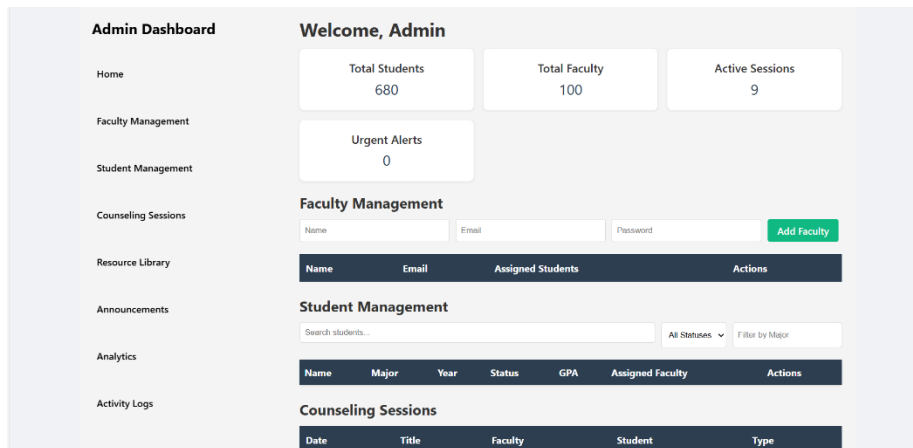 Admin Dashboard
Home
Faculty Management
Student Management
Counseling Sessions
Resource Library
Announcements
Analytics
Activity Logs
Welcome, Admin
Total Students
680
Total Faculty
100
Active Sessions
9
Urgent Alerts
0
Faculty Management
Name Email Password Add Faculty
Name Email Assigned Students Actions
Student Management
Search students... All Statuses Filter by Major
Name Major Year Status GPA Assigned Faculty Actions
Counseling Sessions
Date Title Faculty Student Type